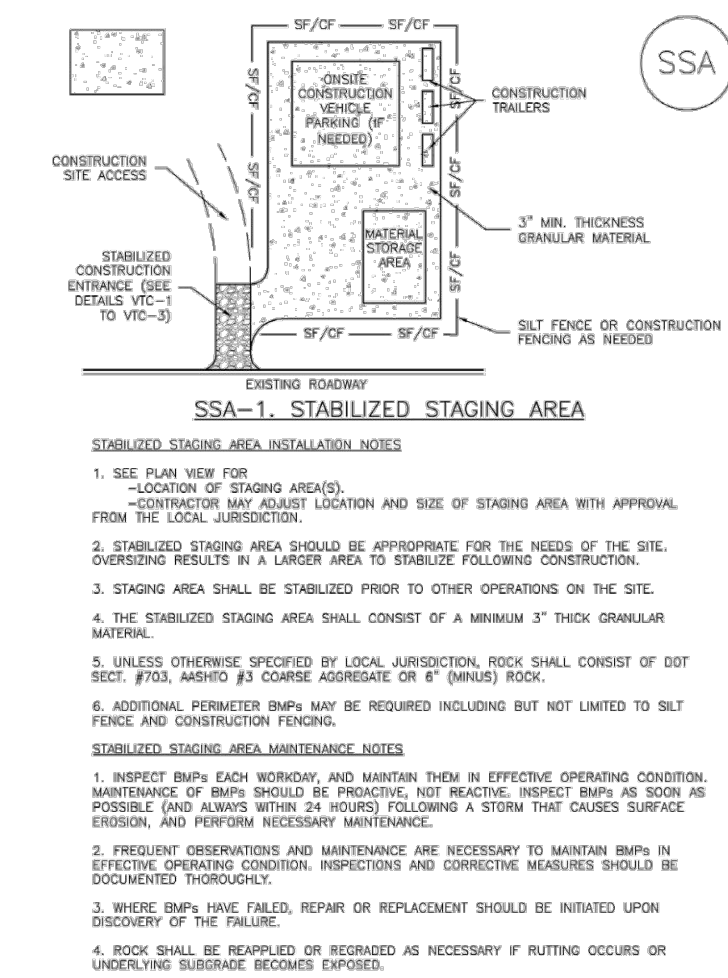 SF/CF SF/CF
SSA
SF/CF
SF/CF
ONSITE
CONSTRUCTION
VEHICLE
PARKING (IF
NEEDED)
CONSTRUCTION
TRAILERS
CONSTRUCTION
SITE ACCESS
SF/CF
SF/CF
3" MIN. THICKNESS
GRANULAR MATERIAL
MATERIAL
STORAGE
AREA
STABILIZED
CONSTRUCTION
ENTRANCE (SEE
DETAILS VTC-1
TO VTC-3)
SF/CF
SF/CF SF/CF
SILT FENCE OR CONSTRUCTION
FENCING AS NEEDED
EXISTING ROADWAY
SSA-1. STABILIZED STAGING AREA
STABILIZED STAGING AREA INSTALLATION NOTES
1. SEE PLAN VIEW FOR
-LOCATION OF STAGING AREA(S).
-CONTRACTOR MAY ADJUST LOCATION AND SIZE OF STAGING AREA WITH APPROVAL
FROM THE LOCAL JURISDICTION.
2. STABILIZED STAGING AREA SHOULD BE APPROPRIATE FOR THE NEEDS OF THE SITE.
OVERSIZING RESULTS IN A LARGER AREA TO STABILIZE FOLLOWING CONSTRUCTION.
3. STAGING AREA SHALL BE STABILIZED PRIOR TO OTHER OPERATIONS ON THE SITE.
4. THE STABILIZED STAGING AREA SHALL CONSIST OF A MINIMUM 3" THICK GRANULAR
MATERIAL.
5. UNLESS OTHERWISE SPECIFIED BY LOCAL JURISDICTION, ROCK SHALL CONSIST OF DOT
SECT. #703, AASHTO #3 COARSE AGGREGATE OR 6" (MINUS) ROCK.
6. ADDITIONAL PERIMETER BMPs MAY BE REQUIRED INCLUDING BUT NOT LIMITED TO SILT
FENCE AND CONSTRUCTION FENCING.
STABILIZED STAGING AREA MAINTENANCE NOTES
1. INSPECT BMPs EACH WORKDAY, AND MAINTAIN THEM IN EFFECTIVE OPERATING CONDITION.
MAINTENANCE OF BMPs SHOULD BE PROACTIVE, NOT REACTIVE. INSPECT BMPs AS SOON AS
POSSIBLE (AND ALWAYS WITHIN 24 HOURS) FOLLOWING A STORM THAT CAUSES SURFACE
EROSION, AND PERFORM NECESSARY MAINTENANCE.
2. FREQUENT OBSERVATIONS AND MAINTENANCE ARE NECESSARY TO MAINTAIN BMPs IN
EFFECTIVE OPERATING CONDITION. INSPECTIONS AND CORRECTIVE MEASURES SHOULD BE
DOCUMENTED THOROUGHLY.
3. WHERE BMPs HAVE FAILED, REPAIR OR REPLACEMENT SHOULD BE INITIATED UPON
DISCOVERY OF THE FAILURE.
4. ROCK SHALL BE REAPPLIED OR REGRADED AS NECESSARY IF RUTTING OCCURS OR
UNDERLYING SUBGRADE BECOMES EXPOSED.